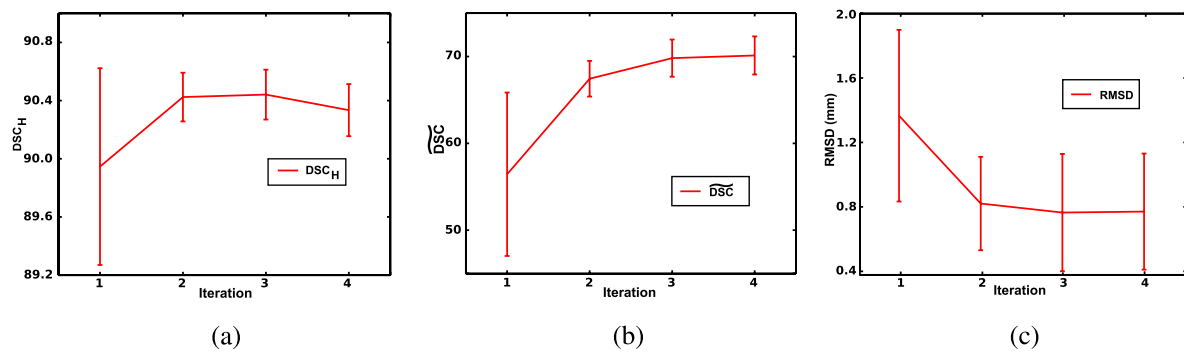 90.8
90.4
90.0
89.6
89.2
DSC_H
DSC_H
1 2 3 4
Iteration
(a)
70
60
50
D͠S͠C͠
D͠S͠C͠
1 2 3 4
Iteration
(b)
2.0
1.6
1.2
0.8
0.4
RMSD (mm)
RMSD
1 2 3 4
Iteration
(c)